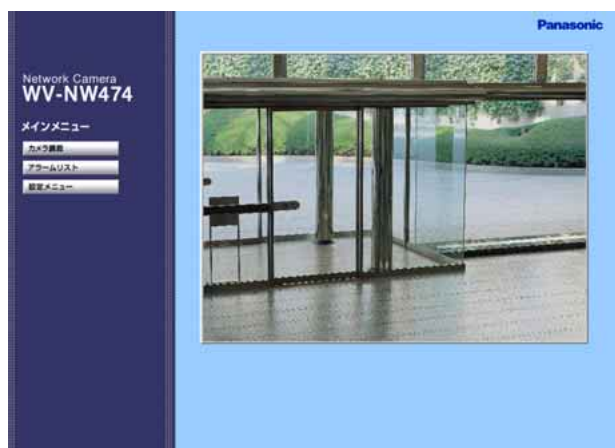 Panasonic
Network Camera
WV-NW474
メインメニュー
カメラ画面
アラームリスト
設定メニュー